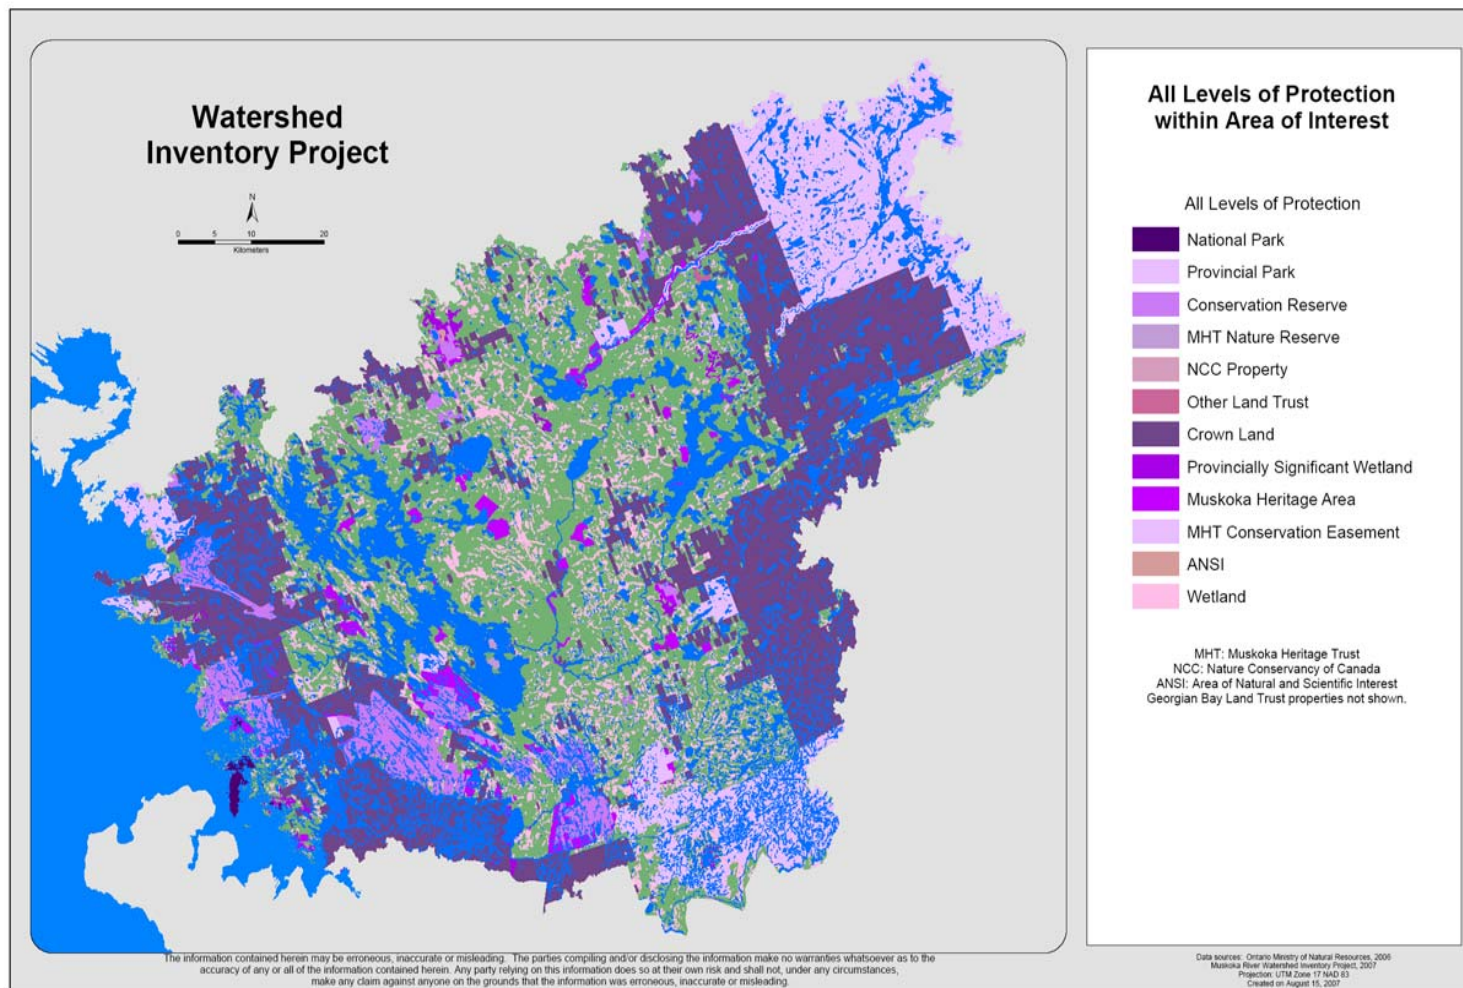 Watershed
Inventory Project
N
0 5 10 20
Kilometers
All Levels of Protection
within Area of Interest
All Levels of Protection
National Park
Provincial Park
Conservation Reserve
MHT Nature Reserve
NCC Property
Other Land Trust
Crown Land
Provincially Significant Wetland
Muskoka Heritage Area
MHT Conservation Easement
ANSI
Wetland
MHT: Muskoka Heritage Trust
NCC: Nature Conservancy of Canada
ANSI: Area of Natural and Scientific Interest
Georgian Bay Land Trust properties not shown.
The information contained herein may be erroneous, inaccurate or misleading. The parties compiling and/or disclosing the information make no warranties whatsoever as to the
accuracy of any or all of the information contained herein. Any party relying on this information does so at their own risk and shall not, under any circumstances,
make any claim against anyone on the grounds that the information was erroneous, inaccurate or misleading.
Data sources: Ontario Ministry of Natural Resources, 2006
Muskoka River Watershed Inventory Project, 2007
Projection: UTM Zone 17 NAD 83
Created on August 15, 2007